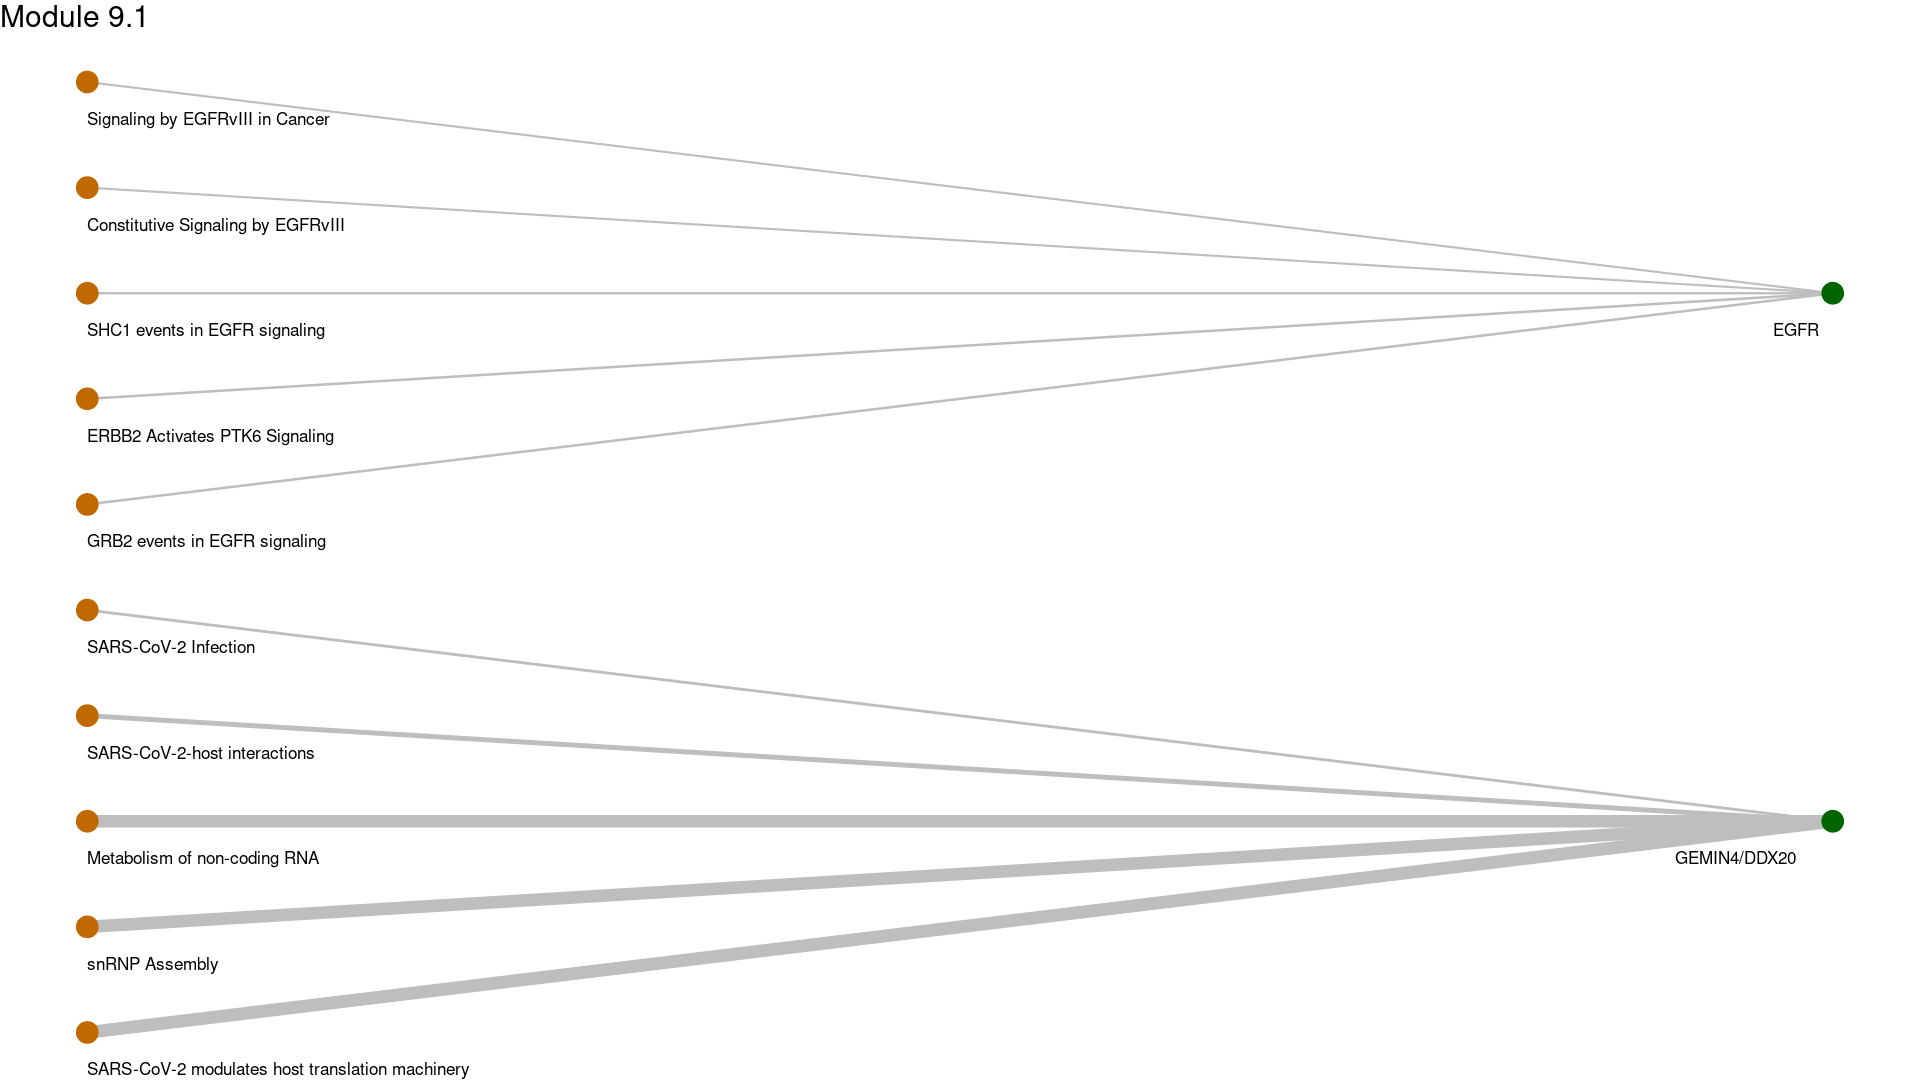 Module 9.1
Signaling by EGFRvIII in Cancer
Constitutive Signaling by EGFRvIII
SHC1 events in EGFR signaling
EGFR
ERBB2 Activates PTK6 Signaling
GRB2 events in EGFR signaling
SARS-CoV-2 Infection
SARS-CoV-2-host interactions
Metabolism of non-coding RNA
GEMIN4/DDX20
snRNP Assembly
SARS-CoV-2 modulates host translation machinery